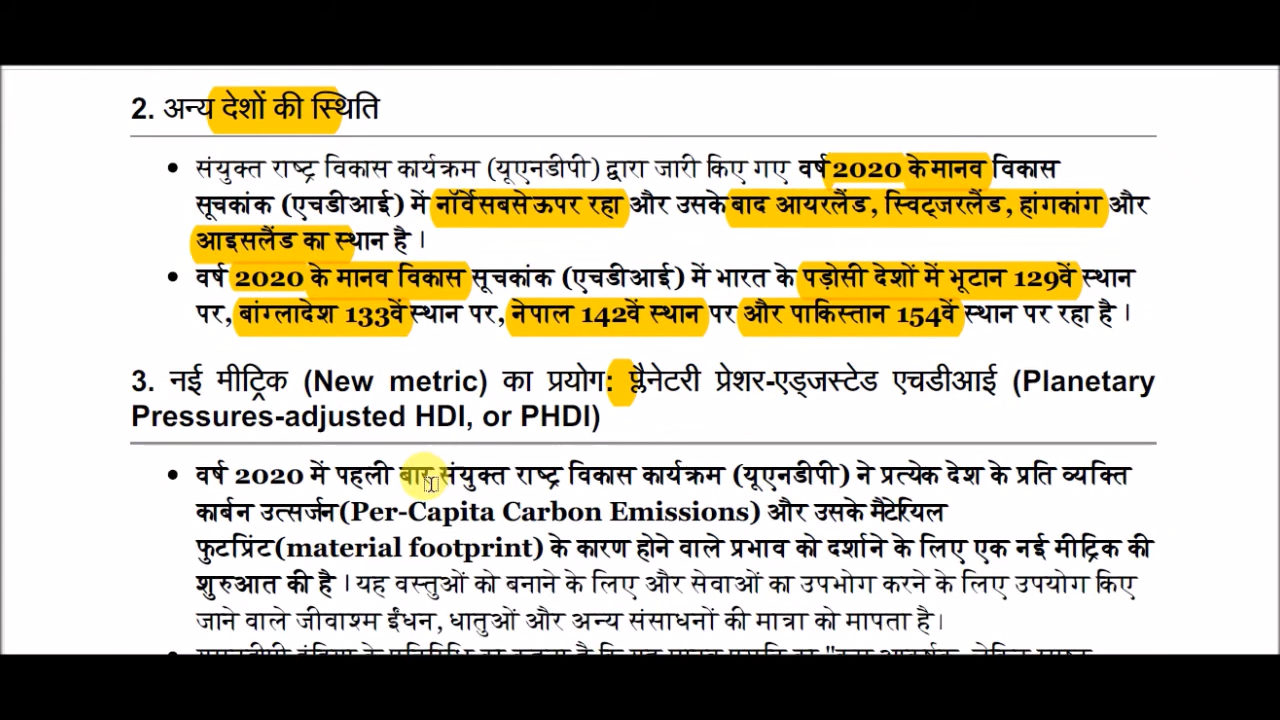 2. अन्य देशों की स्थिति
संयुक्त राष्ट्र विकास कार्यक्रम (यूएनडीपी) द्वारा जारी किए गए वर्ष 2020 के मानव विकास
सूचकांक (एचडीआई) में नॉर्वेसबसेऊपर रहा और उसके बाद आयरलैंड, स्विट्जरलैंड, हांगकांग और
आइसलैंड का स्थान है ।
वर्ष 2020 के मानव विकास सूचकांक (एचडीआई) में भारत के पड़ोसी देशों में भूटान 129वें स्थान
पर, बांग्लादेश 133वें स्थान पर, नेपाल 142वें स्थान पर और पाकिस्तान 154वें स्थान पर रहा है ।
3. नई मीट्रिक (New metric) का प्रयोग: प्लैनेटरी प्रेशर-एड्जस्टेड एचडीआई (Planetary
Pressures-adjusted HDI, or PHDI)
वर्ष 2020 में पहली बार संयुक्त राष्ट्र विकास कार्यक्रम (यूएनडीपी) ने प्रत्येक देश के प्रति व्यक्ति
कार्बन उत्सर्जन(Per-Capita Carbon Emissions) और उसके मैटेरियल
फुटप्रिंट(material footprint) के कारण होने वाले प्रभाव को दर्शाने के लिए एक नई मीट्रिक की
शुरुआत की है । यह वस्तुओं को बनाने के लिए और सेवाओं का उपभोग करने के लिए उपयोग किए
जाने वाले जीवाश्म ईंधन, धातुओं और अन्य संसाधनों की मात्रा को मापता है।